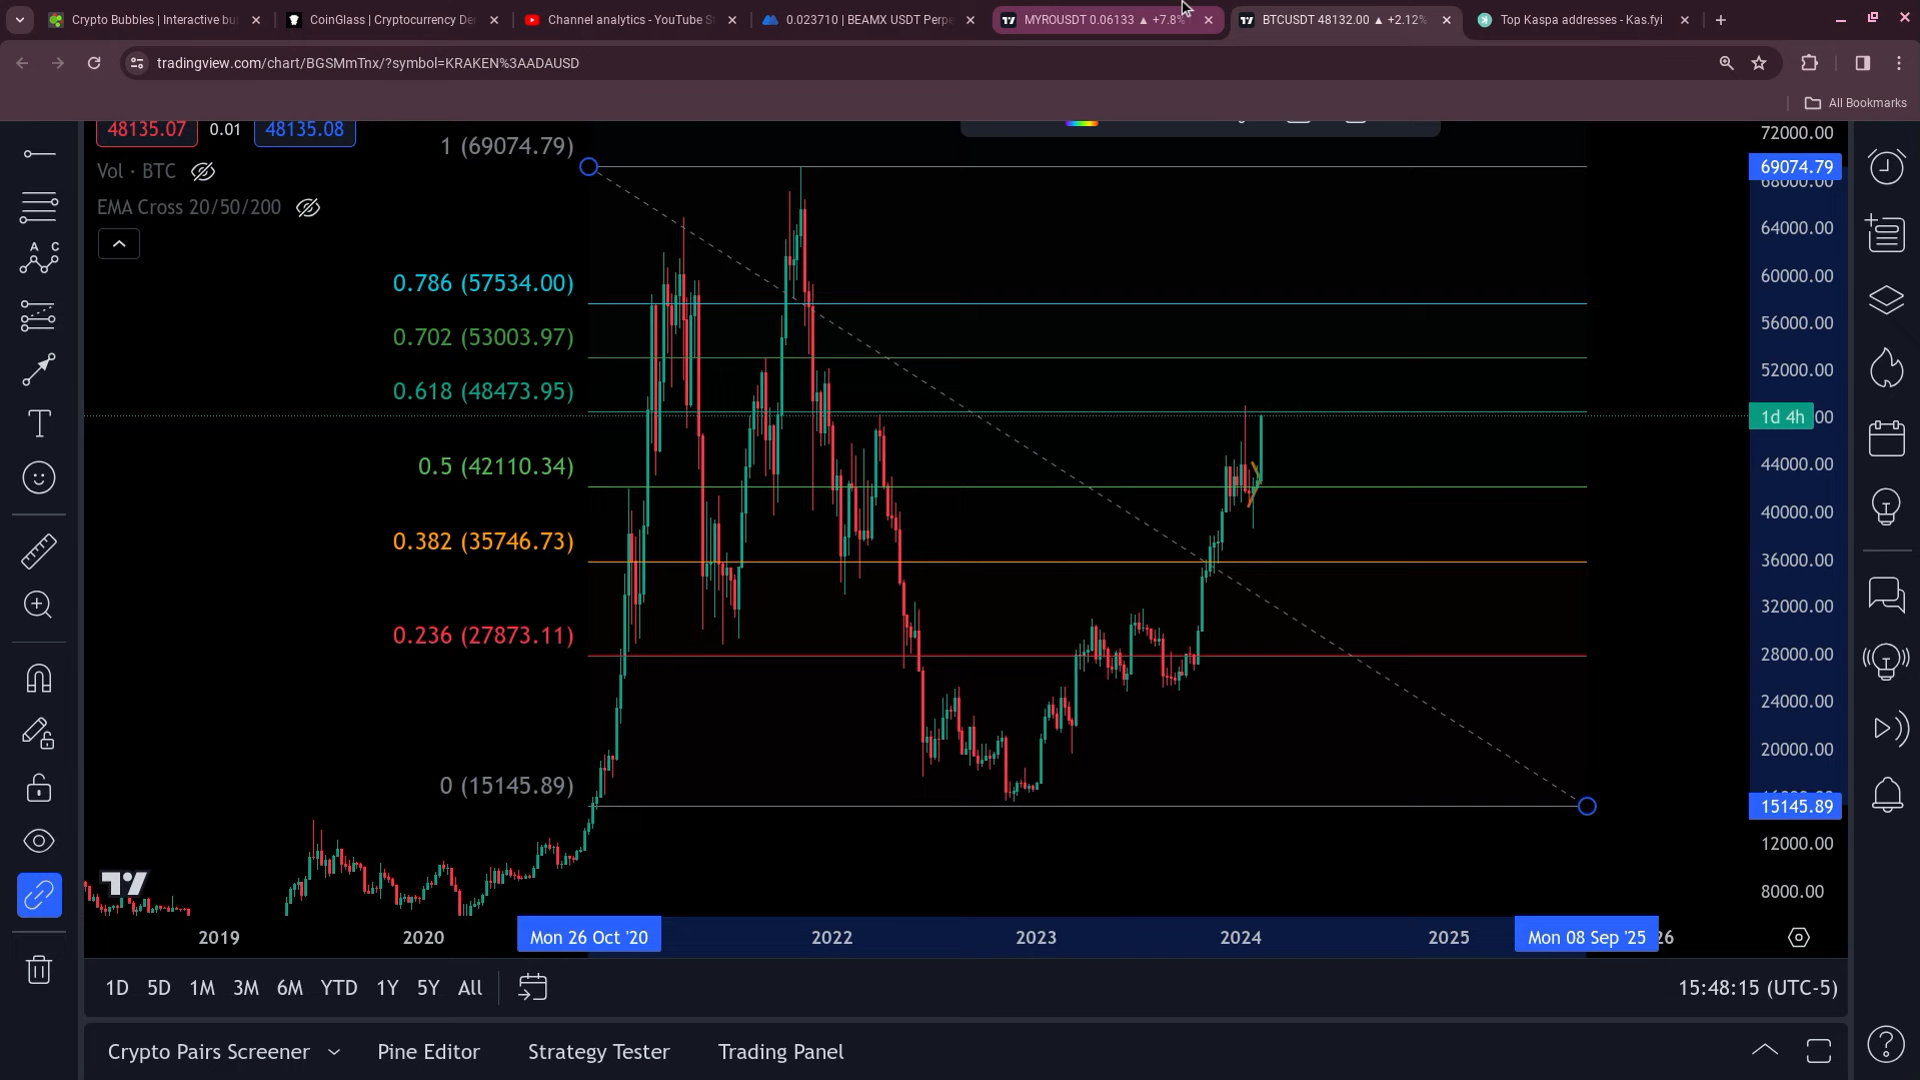 Crypto Bubbles | Interactive bu
CoinGlass | Cryptocurrency De
Channel analytics - YouTube S
0.023710 | BEAMX USDT Perpe
MYROUSDT 0.06133 ▲ +7.8%
BTCUSDT 48132.00 ▲ +2.12%
Top Kaspa addresses - Kas.fyi
tradingview.com/chart/BGSMmTnx/?symbol=KRAKEN%3AADAUSD
All Bookmarks
48135.07 0.01 48135.08
Vol · BTC
EMA Cross 20/50/200
1 (69074.79)
0.786 (57534.00)
0.702 (53003.97)
0.618 (48473.95)
0.5 (42110.34)
0.382 (35746.73)
0.236 (27873.11)
0 (15145.89)
72000.00
69074.79
68000.00
64000.00
60000.00
56000.00
52000.00
1d 4h 00
44000.00
40000.00
36000.00
32000.00
28000.00
24000.00
20000.00
15145.89
12000.00
8000.00
2019 2020 Mon 26 Oct '20 2022 2023 2024 2025 Mon 08 Sep '25 26
1D 5D 1M 3M 6M YTD 1Y 5Y All
15:48:15 (UTC-5)
Crypto Pairs Screener Pine Editor Strategy Tester Trading Panel